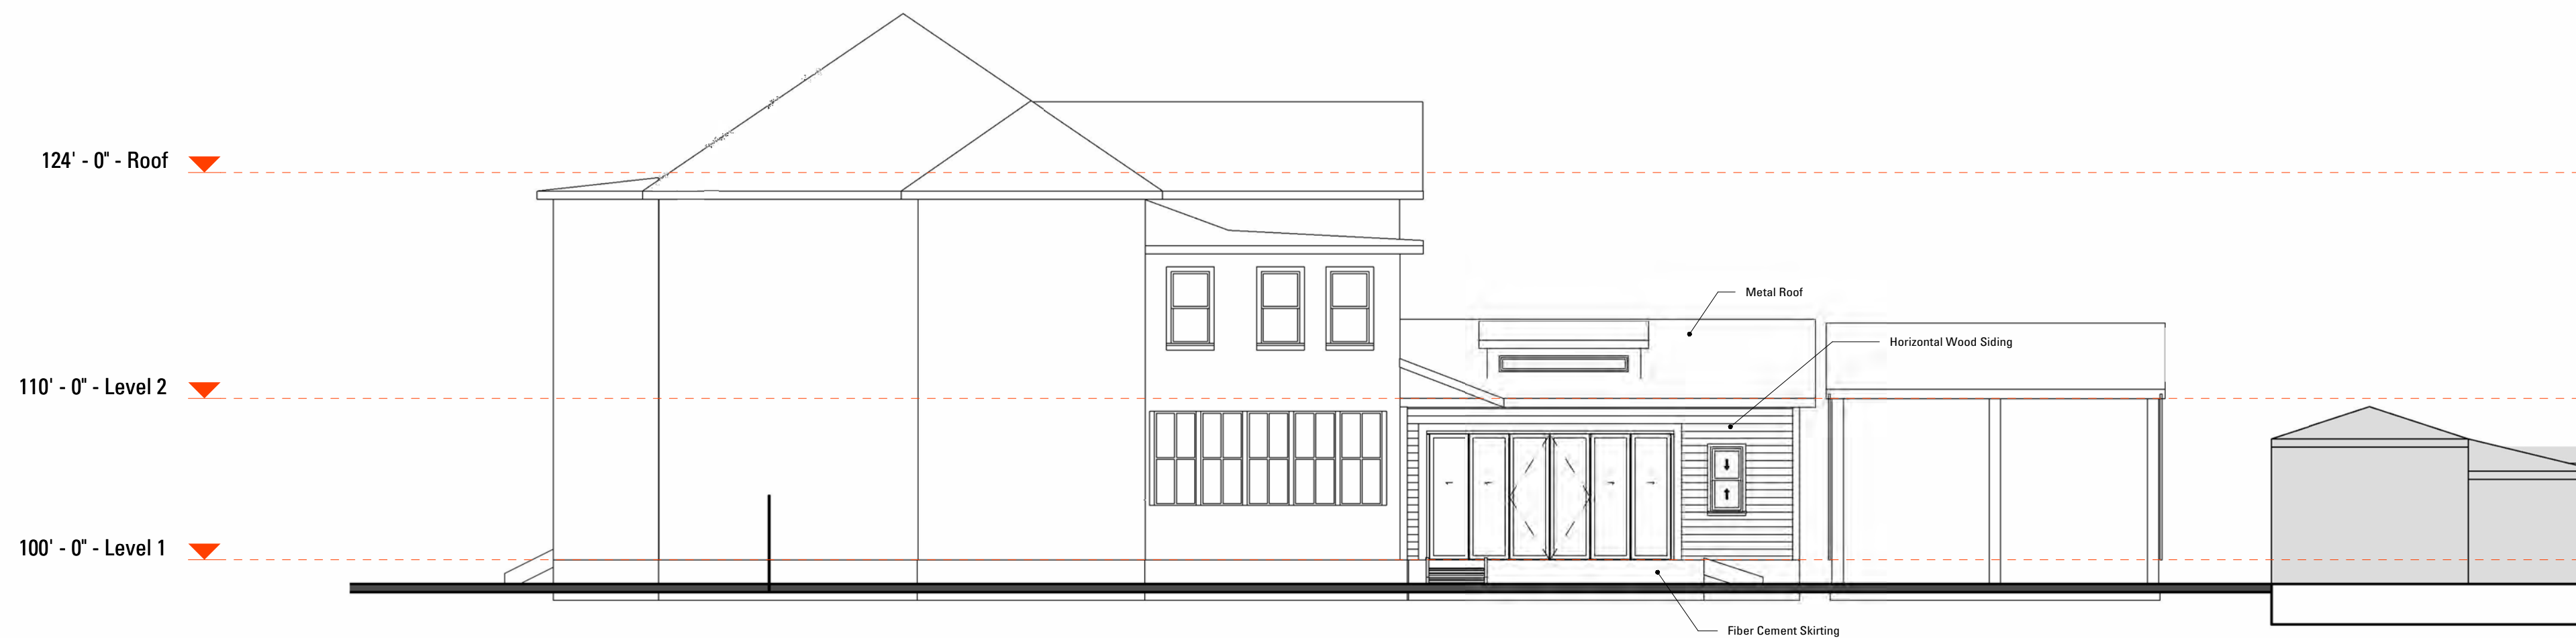 124' - 0" - Roof
Metal Roof
Horizontal Wood Siding
110' - 0" - Level 2
100' - 0" - Level 1
Fiber Cement Skirting